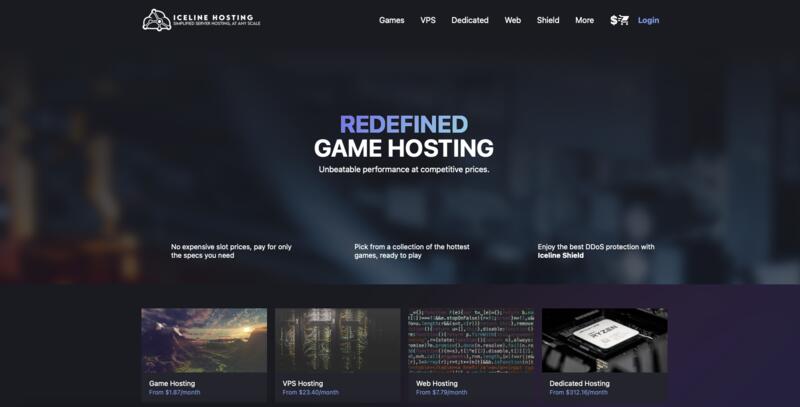 ICELINE HOSTING
SIMPLIFIED SERVER HOSTING, AT ANY SCALE
Games
VPS
Dedicated
Web
Shield
More
$
Login
REDEFINED
GAME HOSTING
Unbeatable performance at competitive prices.
No expensive slot prices, pay for only
the specs you need
Pick from a collection of the hottest
games, ready to play
Enjoy the best DDoS protection with
Iceline Shield
RYZEN
Game Hosting
From $1.87/month
VPS Hosting
From $23.40/month
Web Hosting
From $7.79/month
Dedicated Hosting
From $312.16/month